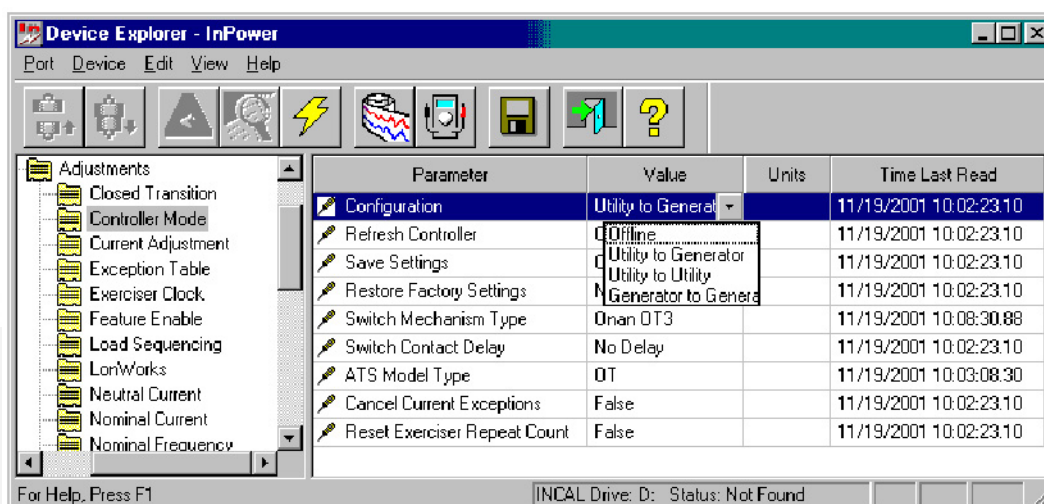 Device Explorer - InPower
Port Device Edit View Help
Adjustments
Closed Transition
Controller Mode
Current Adjustment
Exception Table
Exerciser Clock
Feature Enable
Load Sequencing
LonWorks
Neutral Current
Nominal Current
Nominal Frequency
Parameter Value Units Time Last Read
Configuration Utility to Generat 11/19/2001 10:02:23.10
Refresh Controller 11/19/2001 10:02:23.10
Save Settings 11/19/2001 10:02:23.10
Restore Factory Settings N 11/19/2001 10:02:23.10
Switch Mechanism Type Onan OT3 11/19/2001 10:08:30.88
Switch Contact Delay No Delay 11/19/2001 10:02:23.10
ATS Model Type OT 11/19/2001 10:03:08.30
Cancel Current Exceptions False 11/19/2001 10:02:23.10
Reset Exerciser Repeat Count False 11/19/2001 10:02:23.10
Offline
Utility to Generator
Utility to Utility
Generator to Genera
For Help, Press F1
INCAL Drive: D: Status: Not Found